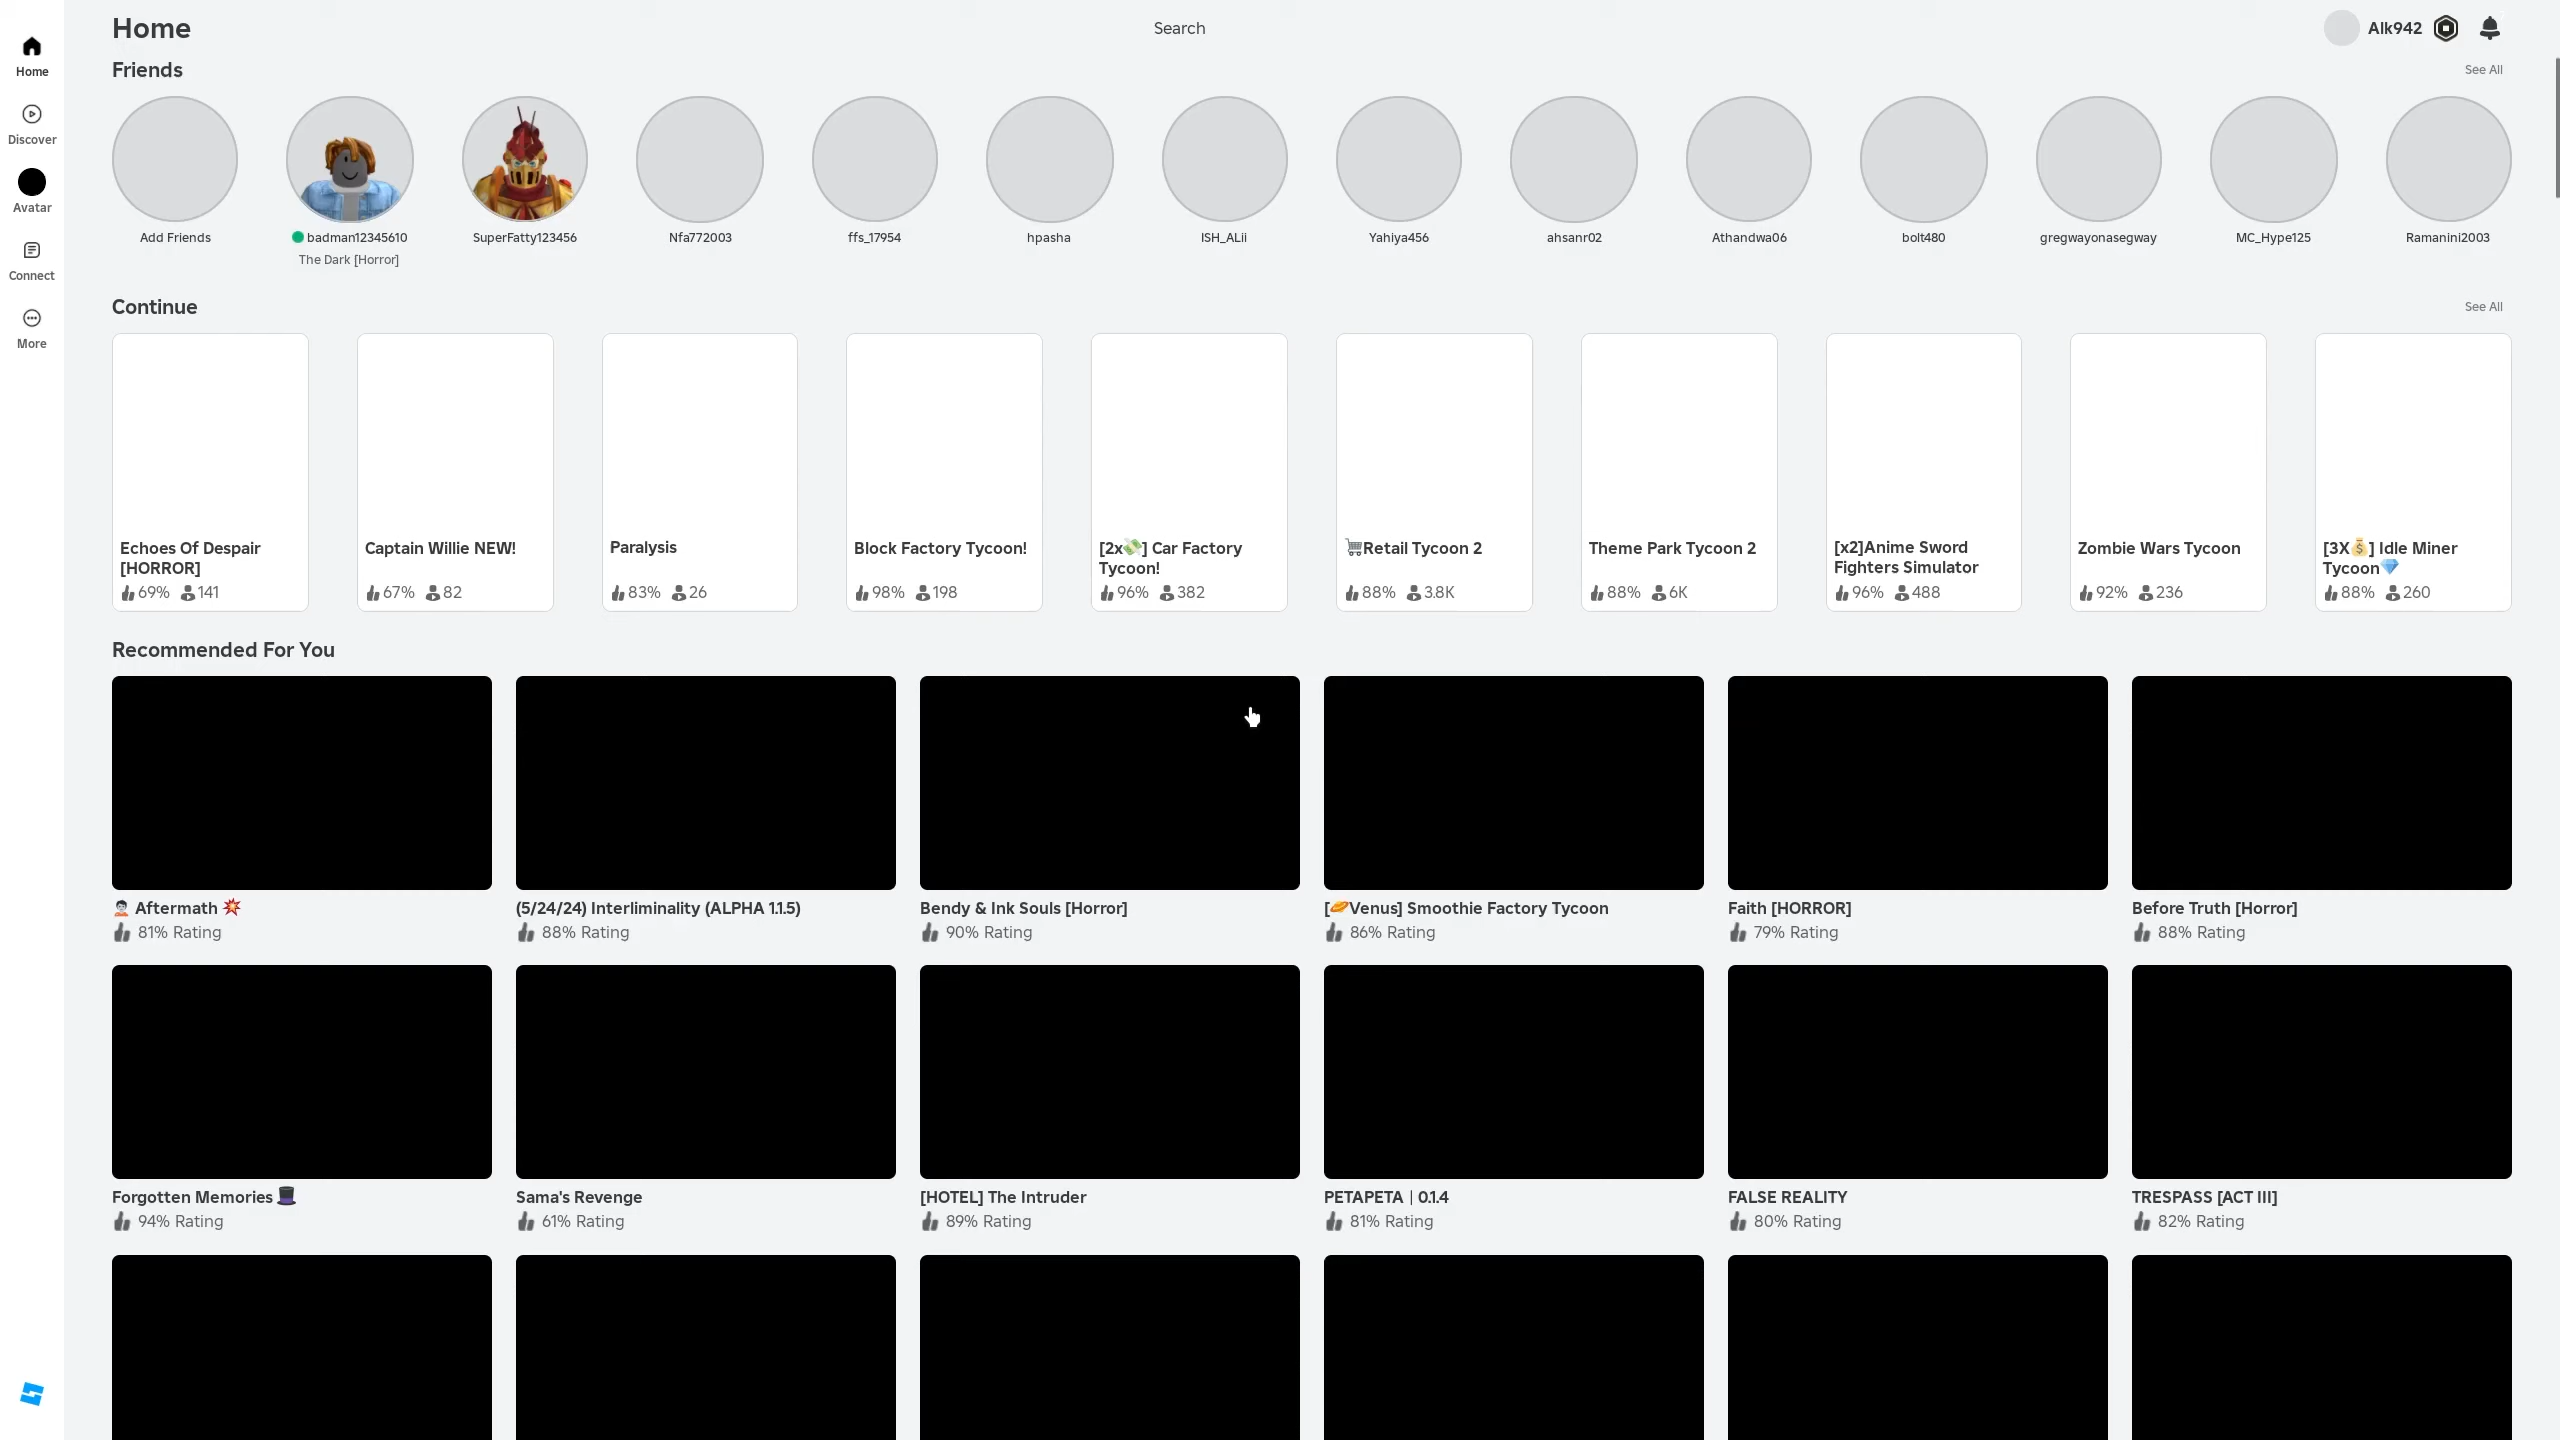 Home
Search
Alk942
Home
Discover
Avatar
Connect
More
Friends
See All
Add Friends
badman12345610
The Dark [Horror]
SuperFatty123456
Nfa772003
ffs_17954
hpasha
ISH_ALii
Yahiya456
ahsanr02
Athandwa06
bolt480
gregwayonasegway
MC_Hype125
Ramanini2003
Continue
See All
Echoes Of Despair
[HORROR]
69% 141
Captain Willie NEW!
67% 82
Paralysis
83% 26
Block Factory Tycoon!
98% 198
[2x💸] Car Factory
Tycoon!
96% 382
🛒Retail Tycoon 2
88% 3.8K
Theme Park Tycoon 2
88% 6K
[x2]Anime Sword
Fighters Simulator
96% 488
Zombie Wars Tycoon
92% 236
[3X💰] Idle Miner
Tycoon💎
88% 260
Recommended For You
Aftermath 💥
81% Rating
(5/24/24) Interliminality (ALPHA 1.1.5)
88% Rating
Bendy & Ink Souls [Horror]
90% Rating
[🪐Venus] Smoothie Factory Tycoon
86% Rating
Faith [HORROR]
79% Rating
Before Truth [Horror]
88% Rating
Forgotten Memories 🎩
94% Rating
Sama's Revenge
61% Rating
[HOTEL] The Intruder
89% Rating
PETAPETA | 0.1.4
81% Rating
FALSE REALITY
80% Rating
TRESPASS [ACT III]
82% Rating